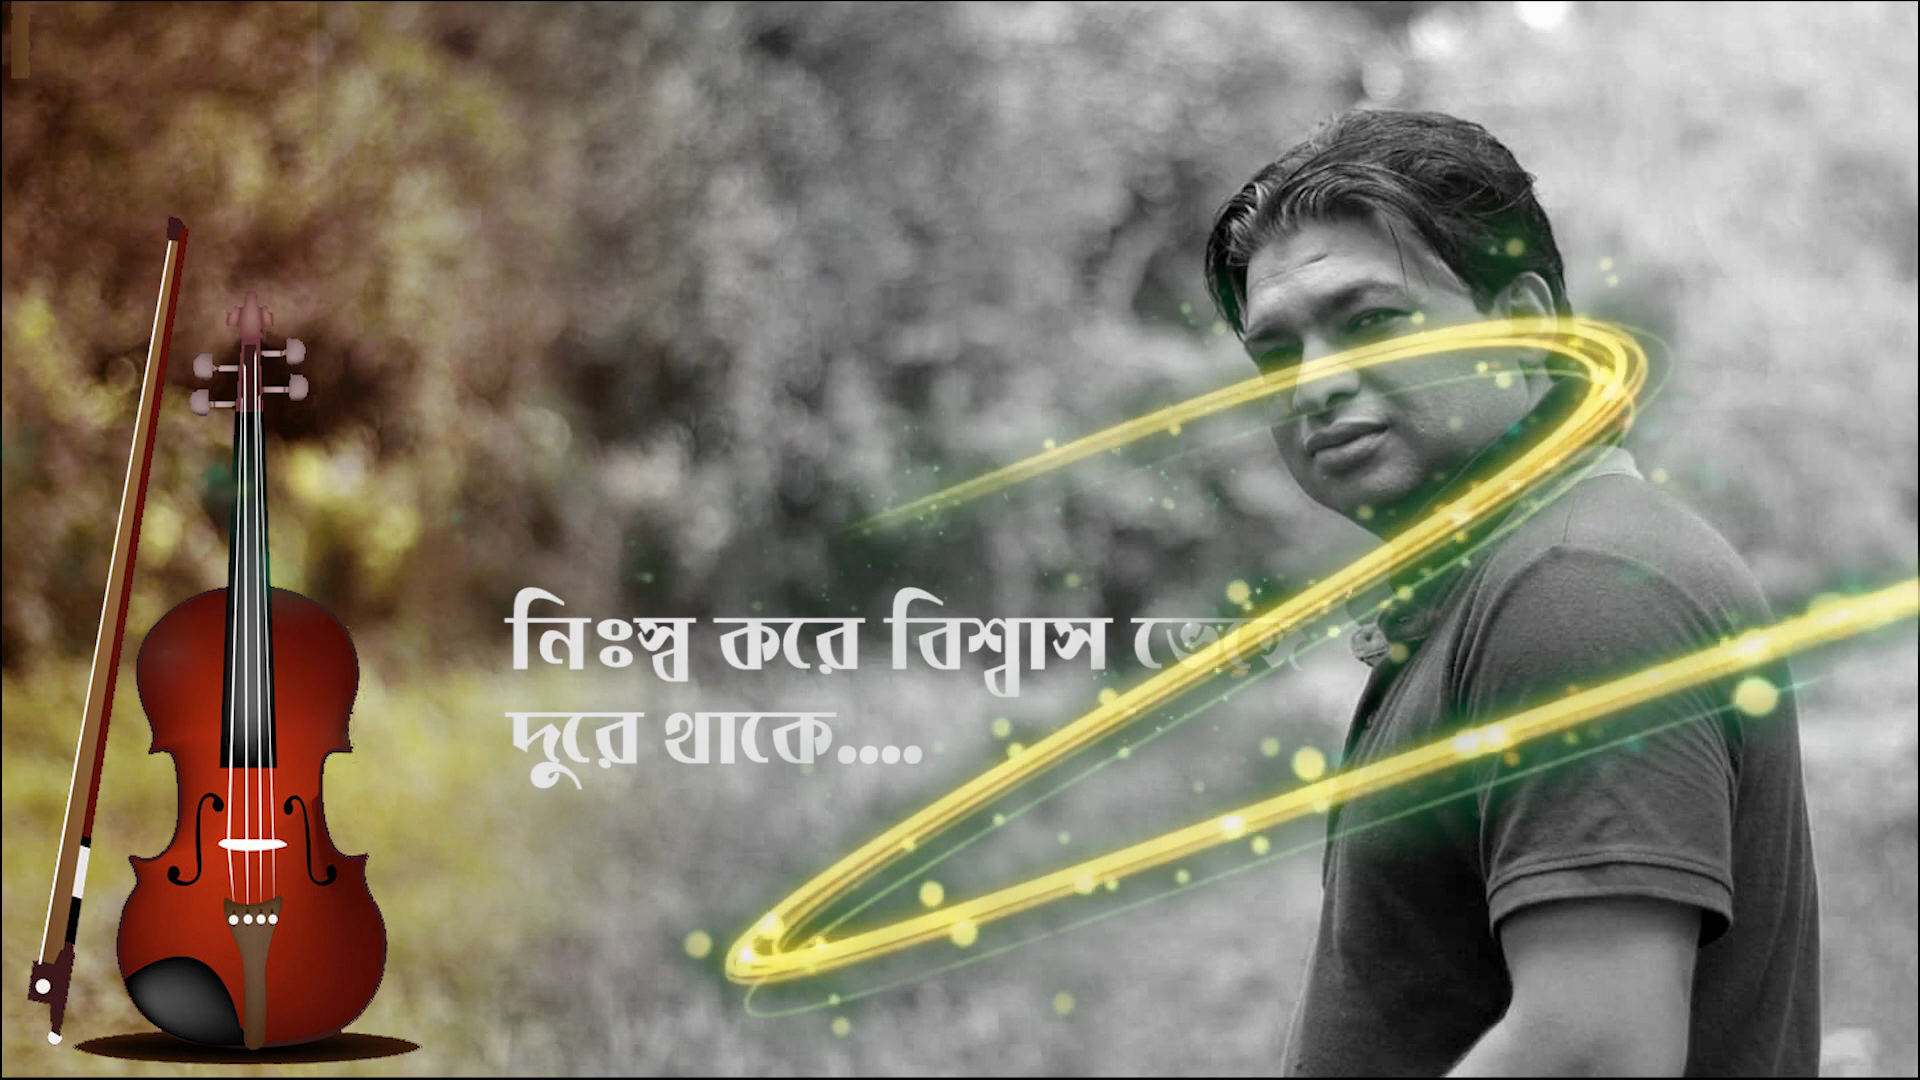 নিঃস্ব করে বিশ্বাস
দুরে থাকে....